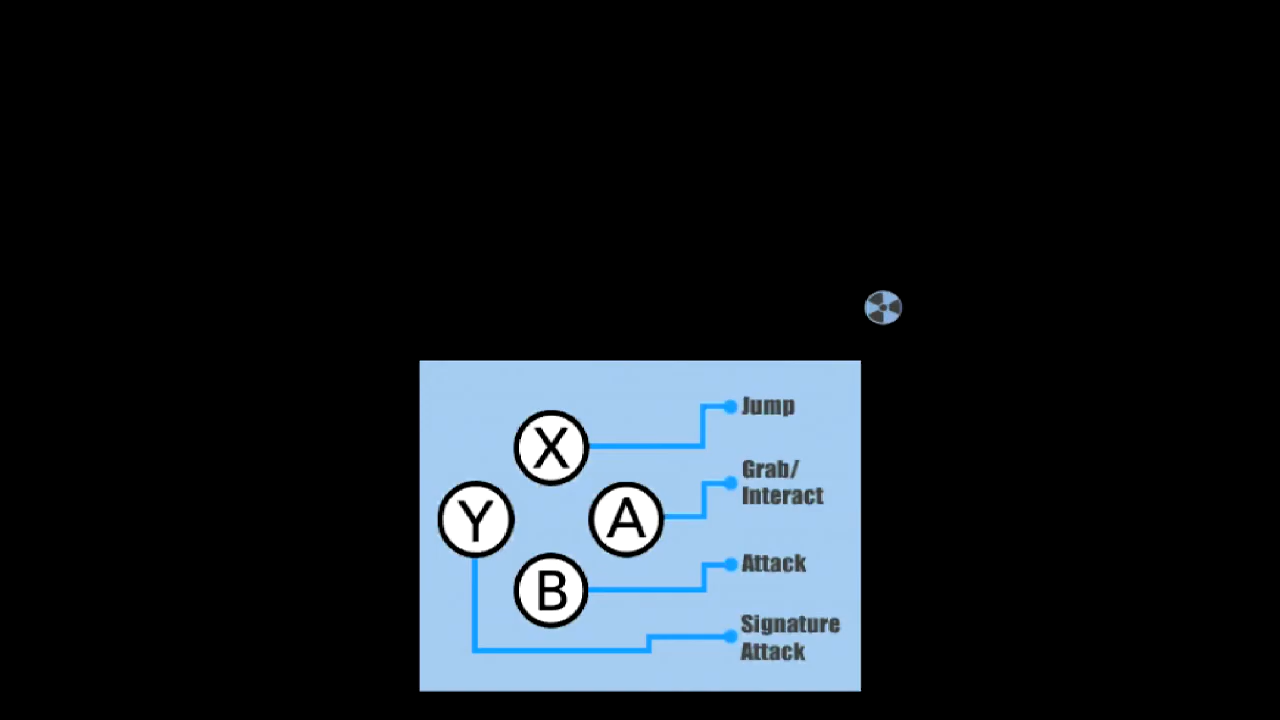 X
Jump
Grab/
Interact
Y
A
Attack
B
Signature
Attack